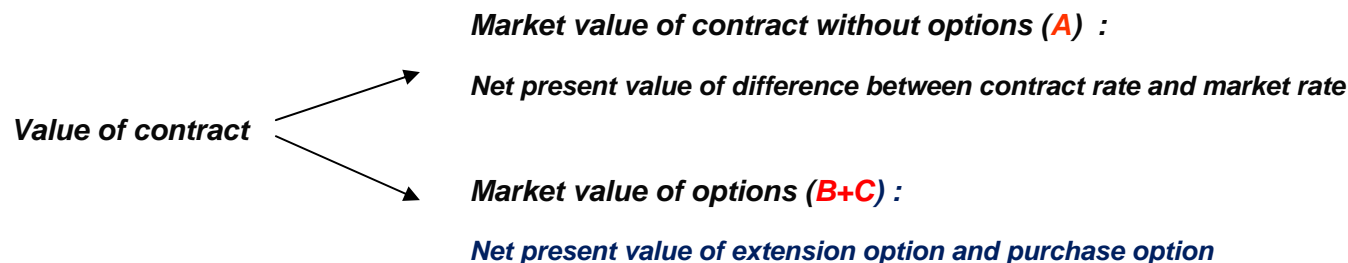 Market value of contract without options (A) :
Net present value of difference between contract rate and market rate
Value of contract
Market value of options (B+C) :
Net present value of extension option and purchase option